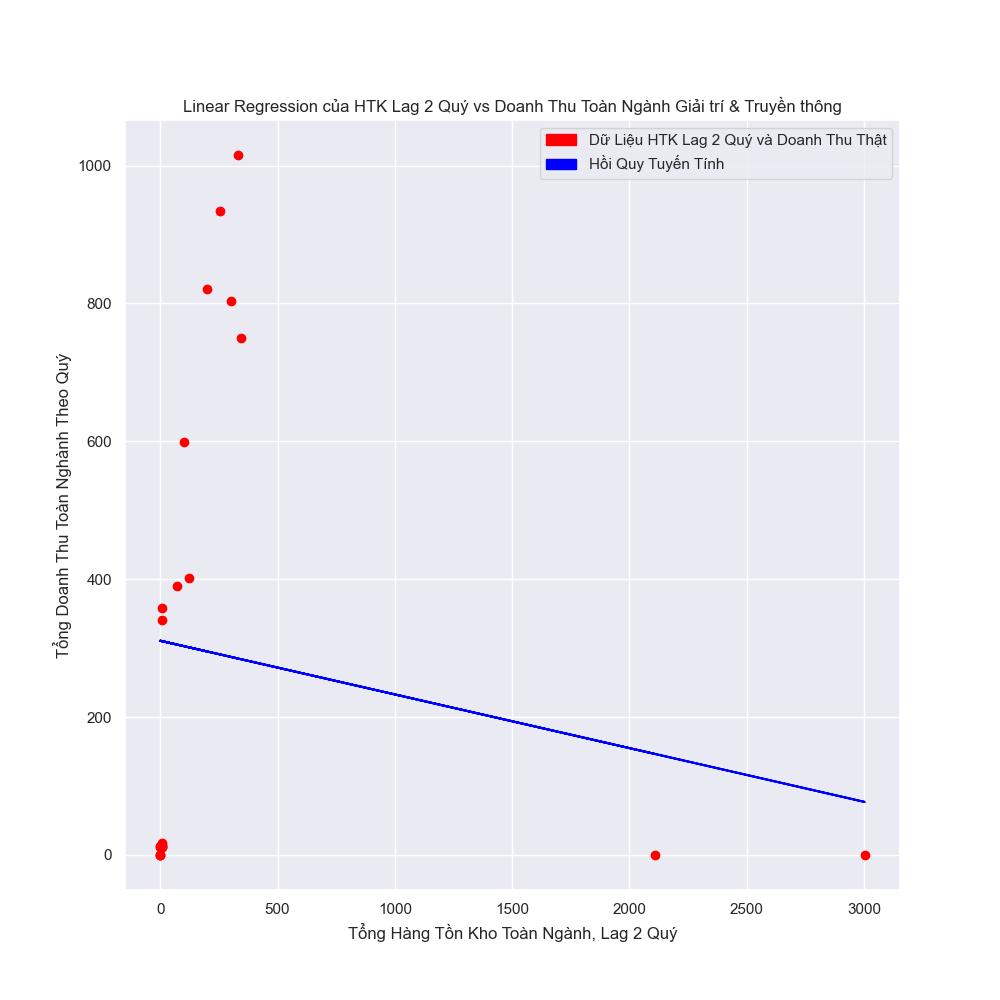 Linear Regression của HTK Lag 2 Quý vs Doanh Thu Toàn Ngành Giải trí & Truyền thông
Dữ Liệu HTK Lag 2 Quý và Doanh Thu Thật
Hồi Quy Tuyến Tính
Tổng Doanh Thu Toàn Nghành Theo Quý
1000
800
600
400
200
0
0 500 1000 1500 2000 2500 3000
Tổng Hàng Tồn Kho Toàn Ngành, Lag 2 Quý